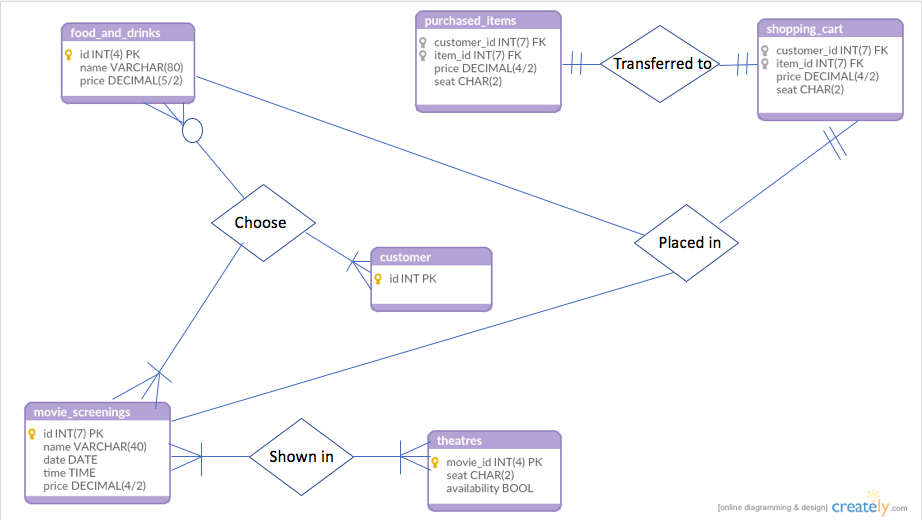 food_and_drinks
id INT(4) PK
name VARCHAR(80)
price DECIMAL(5/2)
purchased_items
customer_id INT(7) FK
item_id INT(7) FK
price DECIMAL(4/2)
seat CHAR(2)
Transferred to
shopping_cart
customer_id INT(7) FK
item_id INT(7) FK
price DECIMAL(4/2)
seat CHAR(2)
Choose
Placed in
customer
id INT PK
movie_screenings
id INT(7) PK
name VARCHAR(40)
date DATE
time TIME
price DECIMAL(4/2)
Shown in
theatres
movie_id INT(4) PK
seat CHAR(2)
availability BOOL
[online diagramming & design] creately.com